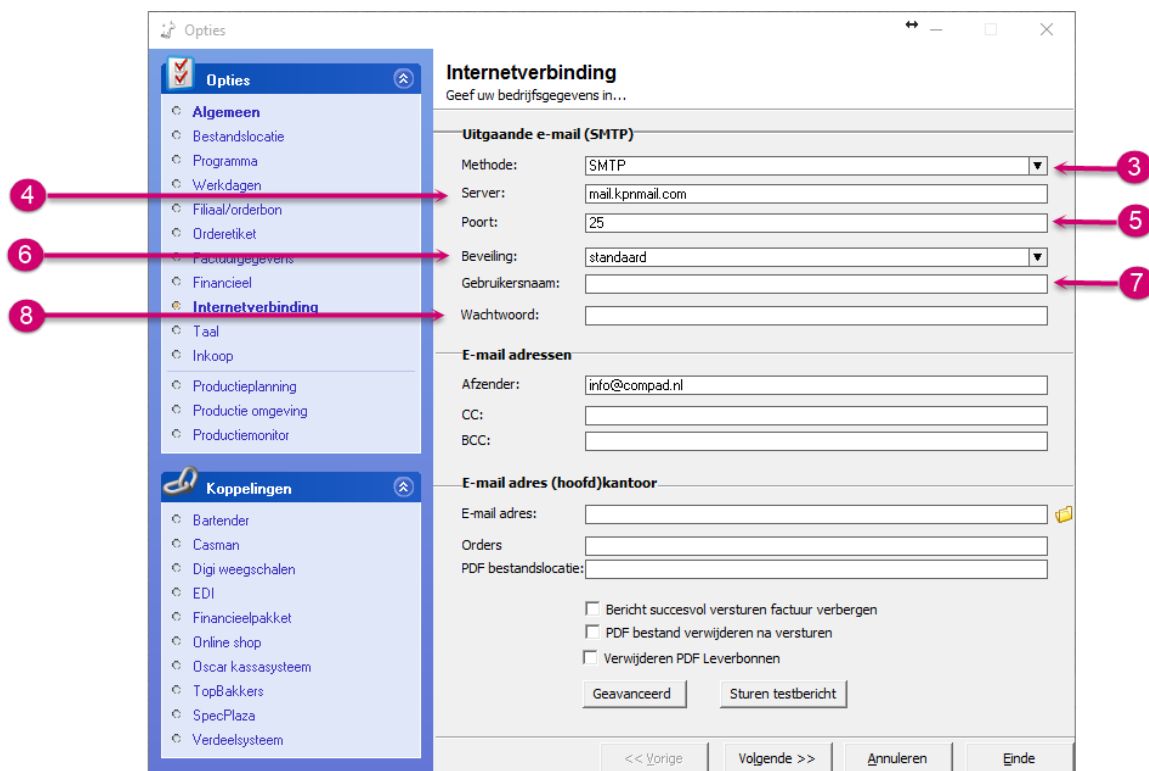 Opties
Opties
Algemeen
Bestandslocatie
Programma
Werkdagen
Filiaal/orderbon
Orderetiket
Factuurgegevens
Financieel
Internetverbinding
Taal
Inkoop
Productieplanning
Productie omgeving
Productiemonitor
Koppelingen
Bartender
Casman
Digi weegschalen
EDI
Financieelpakket
Online shop
Oscar kassasysteem
TopBakkers
SpecPlaza
Verdeelsysteem
4
6
8
Internetverbinding
Geef uw bedrijfsgegevens in...
Uitgaande e-mail (SMTP)
Methode: SMTP
Server: mail.kpnmail.com
Poort: 25
Beveiling: standaard
Gebruikersnaam:
Wachtwoord:
3
5
7
E-mail adressen
Afzender: info@compad.nl
CC:
BCC:
E-mail adres (hoofd)kantoor
E-mail adres:
Orders
PDF bestandslocatie:
Bericht succesvol versturen factuur verbergen
PDF bestand verwijderen na versturen
Verwijderen PDF Leverbonnen
Geavanceerd Sturen testbericht
<< Vorige Volgende >> Annuleren Einde